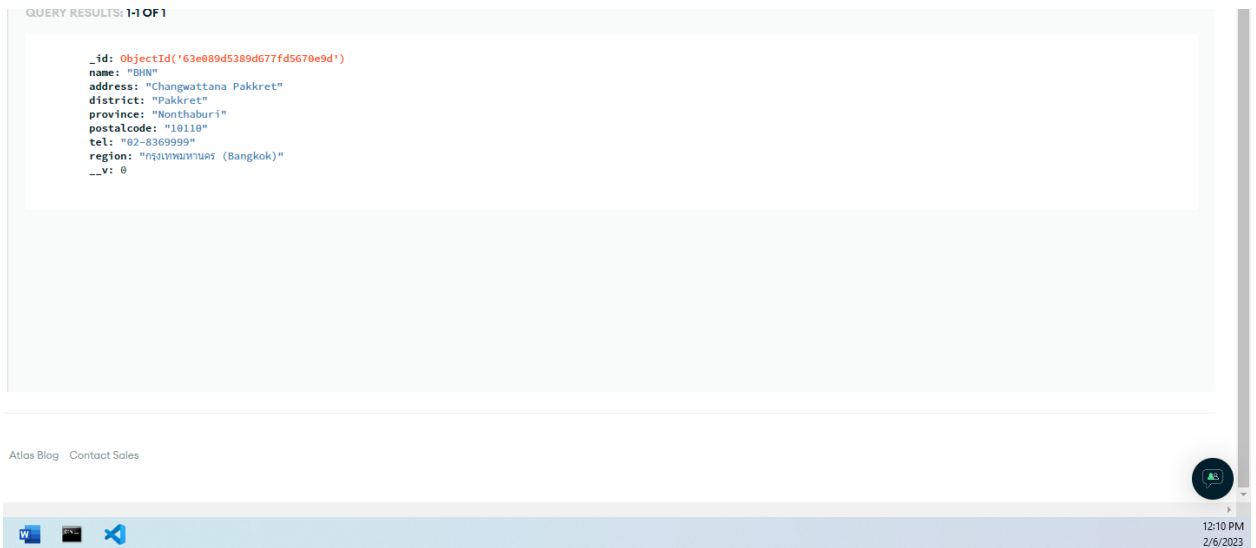 QUERY RESULTS: 1-1 OF 1
_id: ObjectId('63e089d5389d677fd5670e9d')
name: "BHN"
address: "Changwattana Pakkret"
district: "Pakkret"
province: "Nonthaburi"
postalcode: "10110"
tel: "02-8369999"
region: "กรุงเทพมหานคร (Bangkok)"
__v: 0
Atlas Blog Contact Sales
12:10 PM
2/6/2023